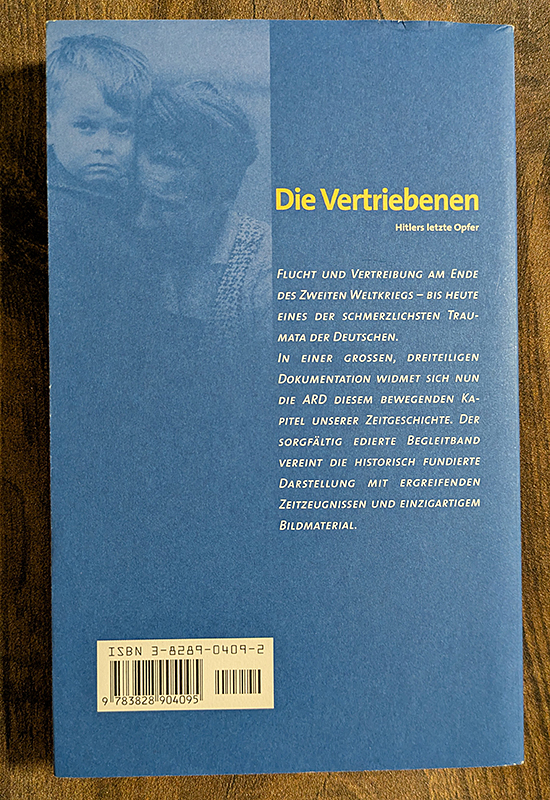 Die Vertriebenen
Hitlers letzte Opfer
Flucht und Vertreibung am Ende
des Zweiten Weltkriegs – bis heute
eines der schmerzlichsten Trau-
mata der Deutschen.
In einer grossen, dreiteiligen
Dokumentation widmet sich nun
die ARD diesem bewegenden Ka-
pitel unserer Zeitgeschichte. Der
sorgfältig edierte Begleitband
vereint die historisch fundierte
Darstellung mit ergreifenden
Zeitzeugnissen und einzigartigem
Bildmaterial.
ISBN 3-8289-0409-2
9 783828 904095